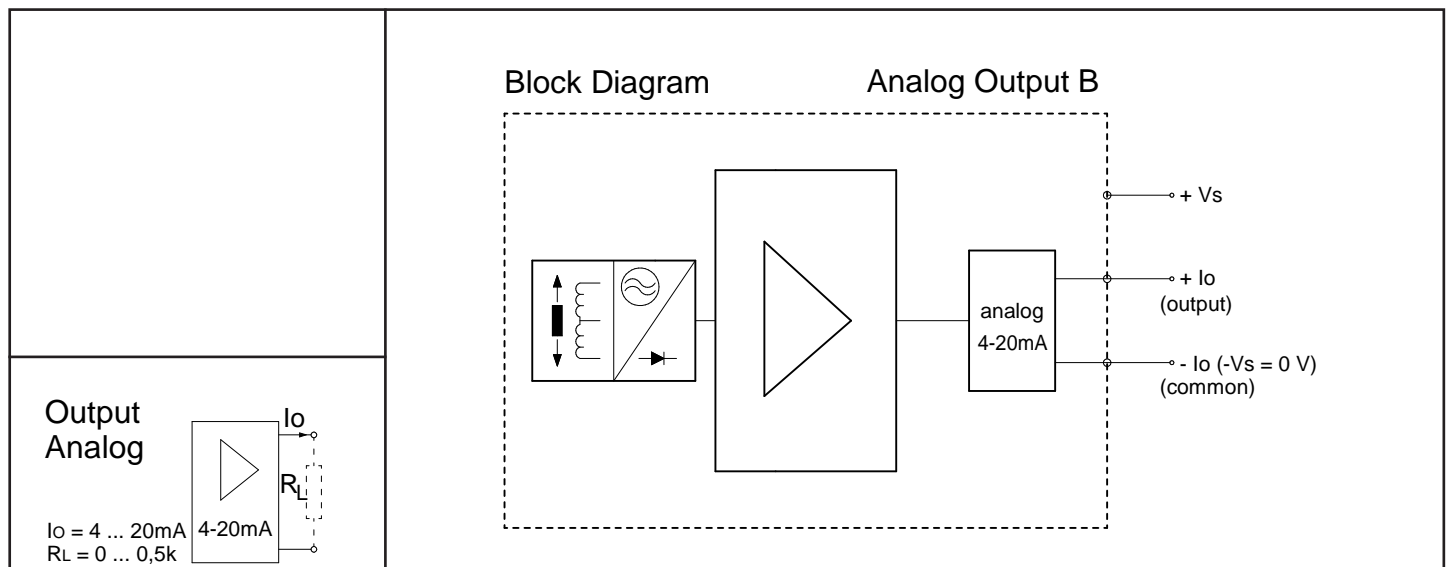 Block Diagram
Analog Output B
+ Vs
+ Io
(output)
analog
4-20mA
- Io (-Vs = 0 V)
(common)
Output
Analog
Io
RL
4-20mA
Io = 4 ... 20mA
RL = 0 ... 0,5k